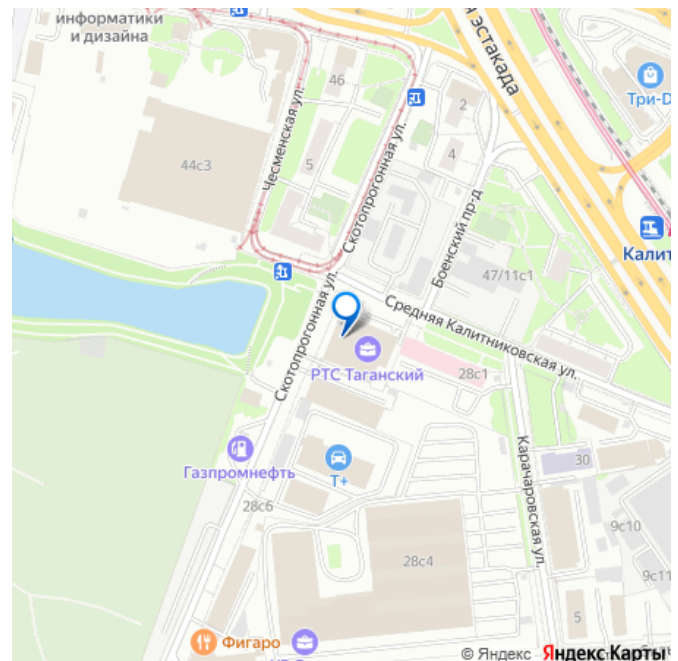 информатики
и дизайна
я эстакада
46
2
Три-D
Чесменская ул.
5
4
44с3
Скотопрогонная ул.
Боенский пр-д
Калит
47/11с1
Средняя Калитниковская ул.
Скотопрогонная ул.
РТС Таганский
28с1
Карачаровская ул.
30
Газпромнефть
Т+
28с6
9с10
28с4
9с11
5
Фигаро
© Яндекс Яндекс Карты